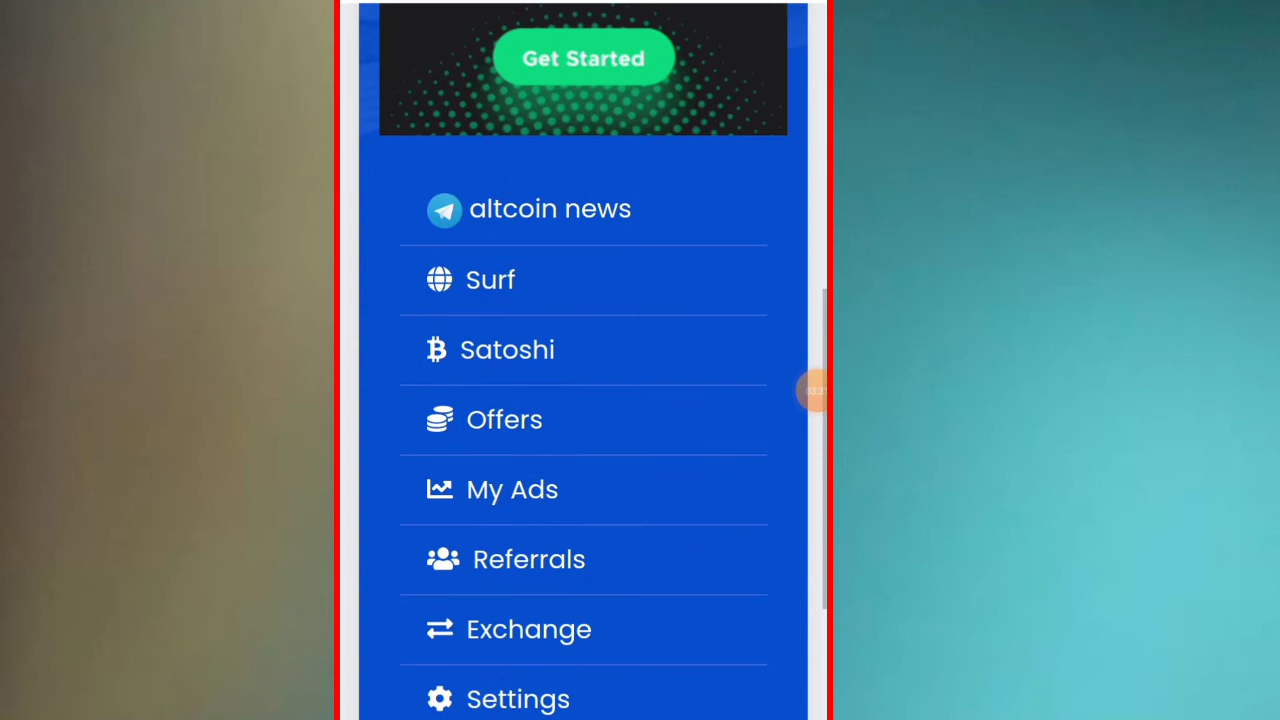 Get Started
altcoin news
Surf
Satoshi
Offers
My Ads
Referrals
Exchange
Settings